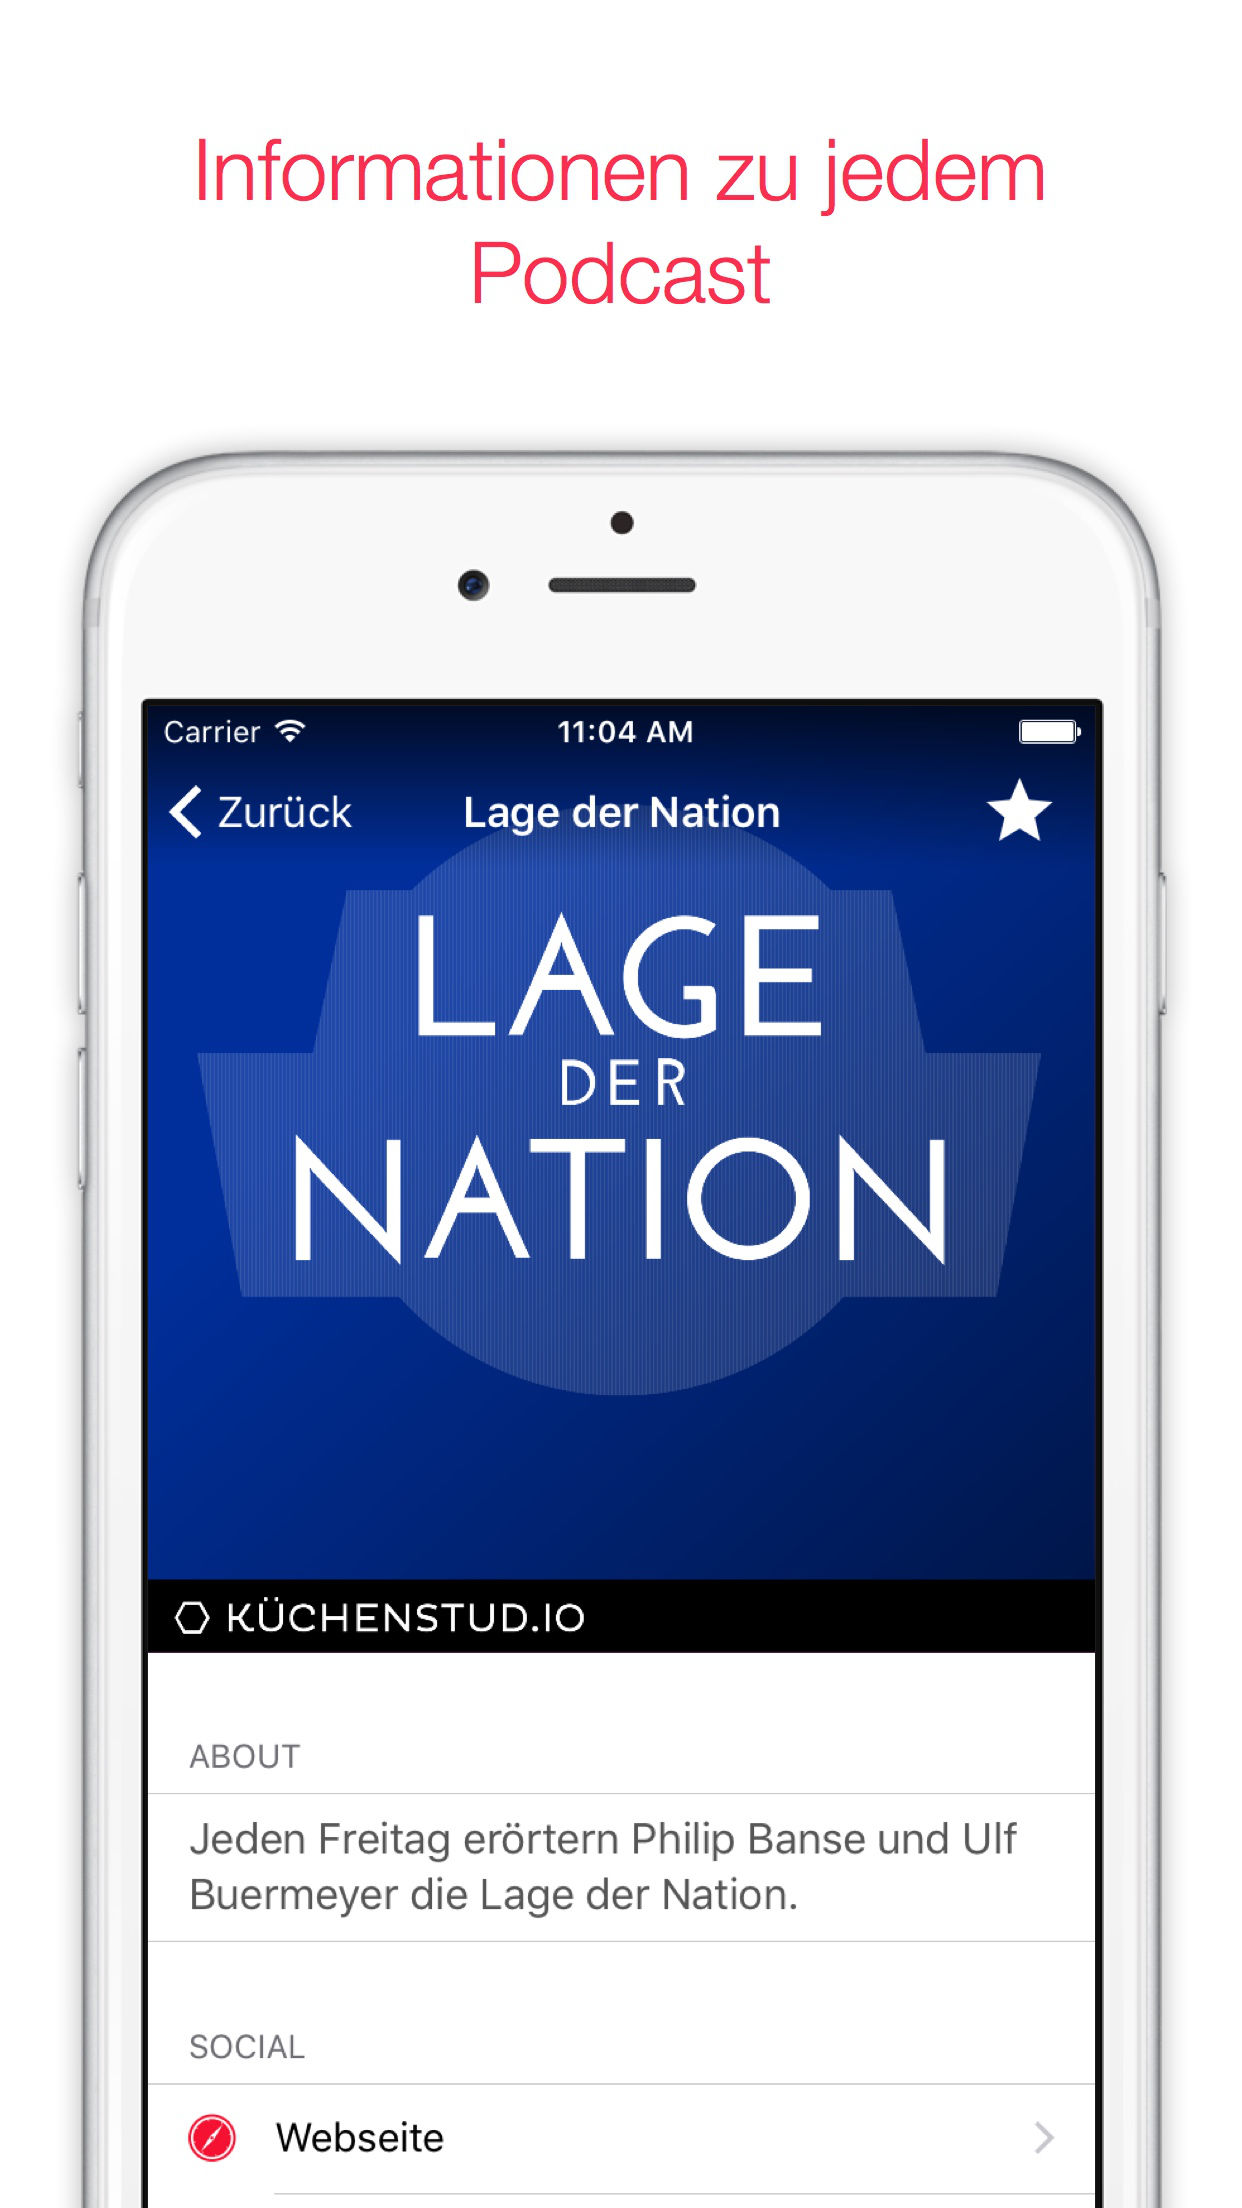 Informationen zu jedem
Podcast
Carrier 11:04 AM
Zurück Lage der Nation
LAGE
DER
NATION
KÜCHENSTUD.IO
ABOUT
Jeden Freitag erörtern Philip Banse und Ulf
Buermeyer die Lage der Nation.
SOCIAL
Webseite